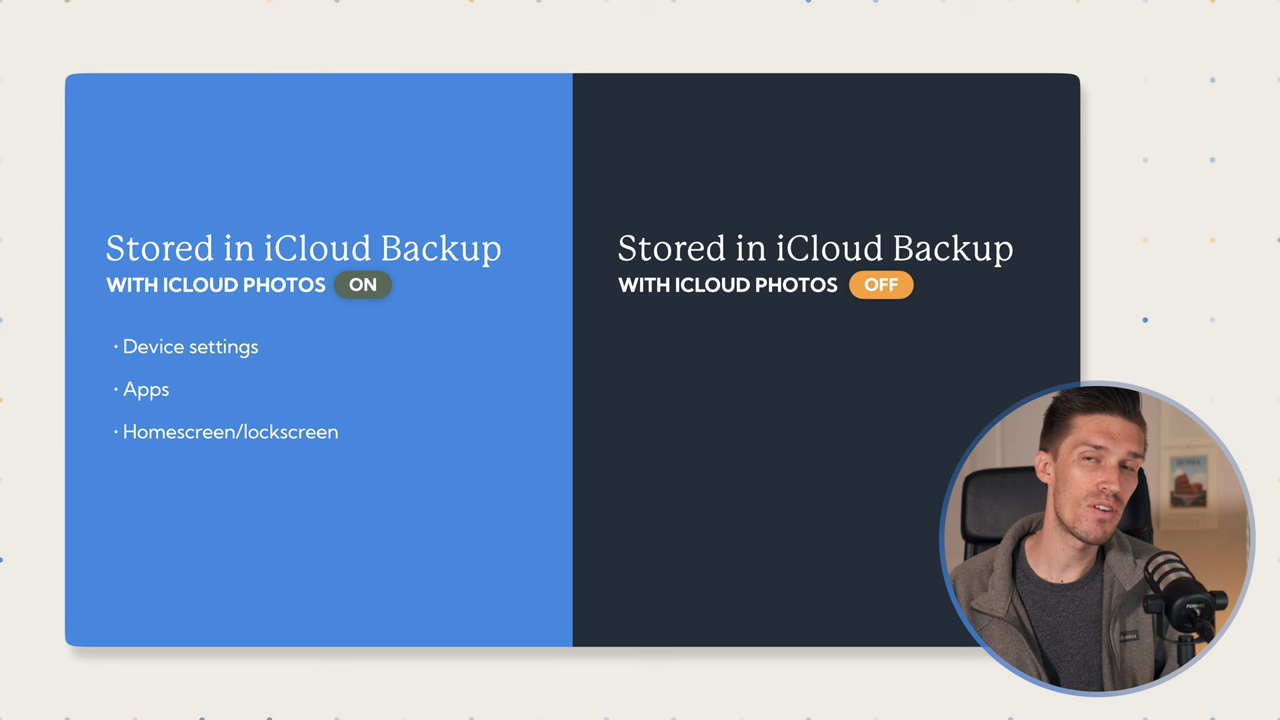 Stored in iCloud Backup
WITH ICLOUD PHOTOS ON
· Device settings
· Apps
· Homescreen/lockscreen
Stored in iCloud Backup
WITH ICLOUD PHOTOS OFF